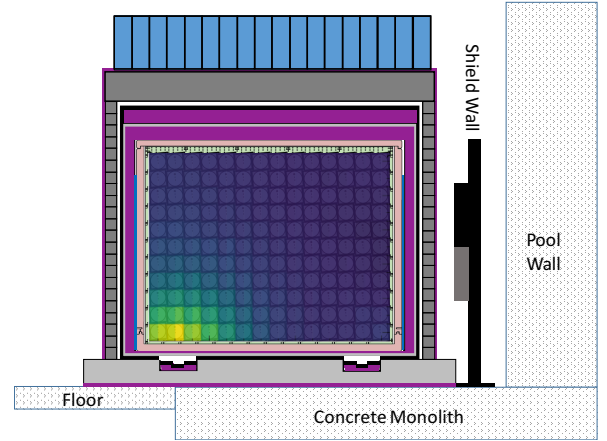 Shield Wall
Pool
Wall
Floor
Concrete Monolith